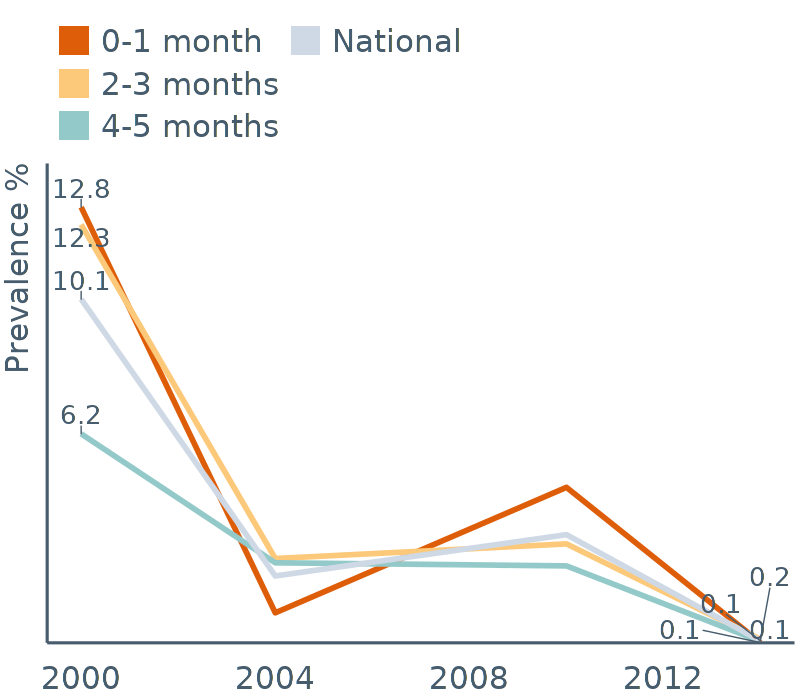 0-1 month
National
2-3 months
4-5 months
Prevalence %
12.8
12.3
10.1
6.2
0.2
0.1
0.1
0.1
2000 2004 2008 2012